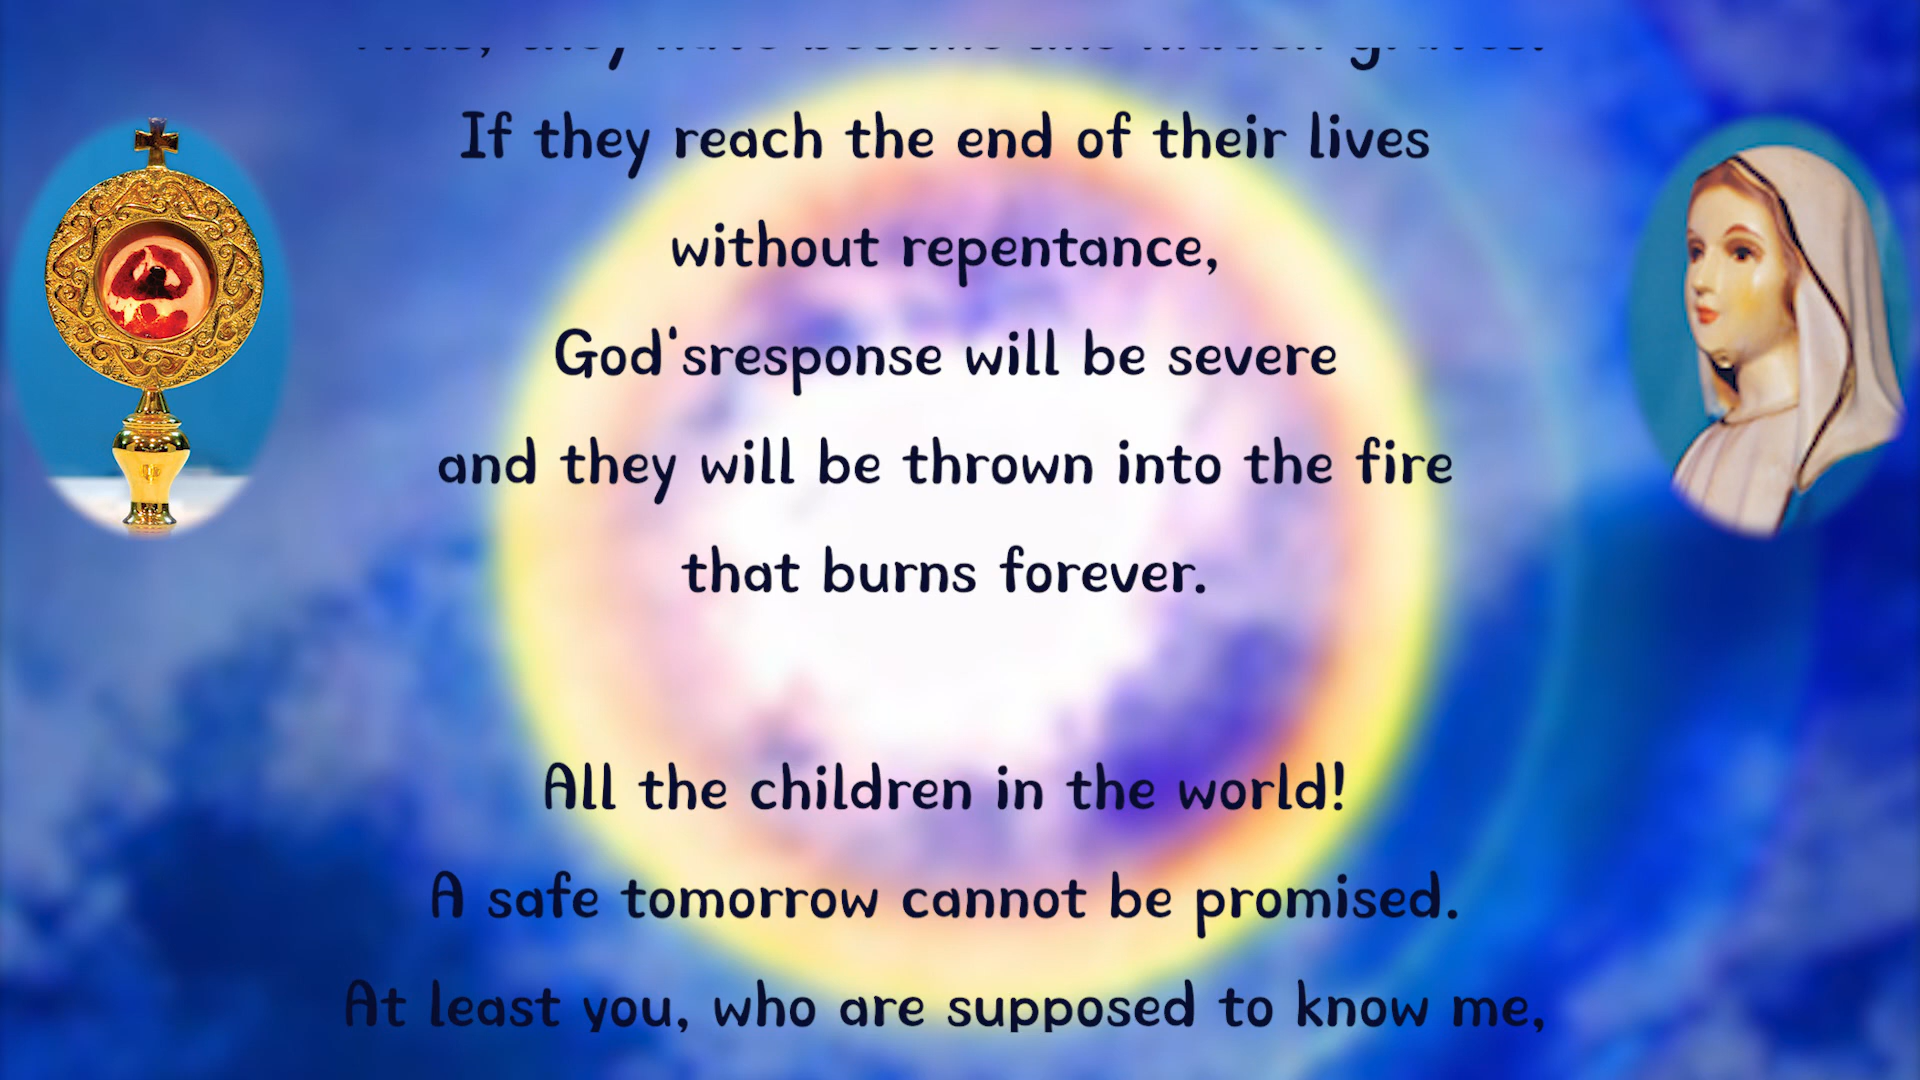 If they reach the end of their lives
without repentance,
God'sresponse will be severe
and they will be thrown into the fire
that burns forever.
All the children in the world!
A safe tomorrow cannot be promised.
At least you, who are supposed to know me,